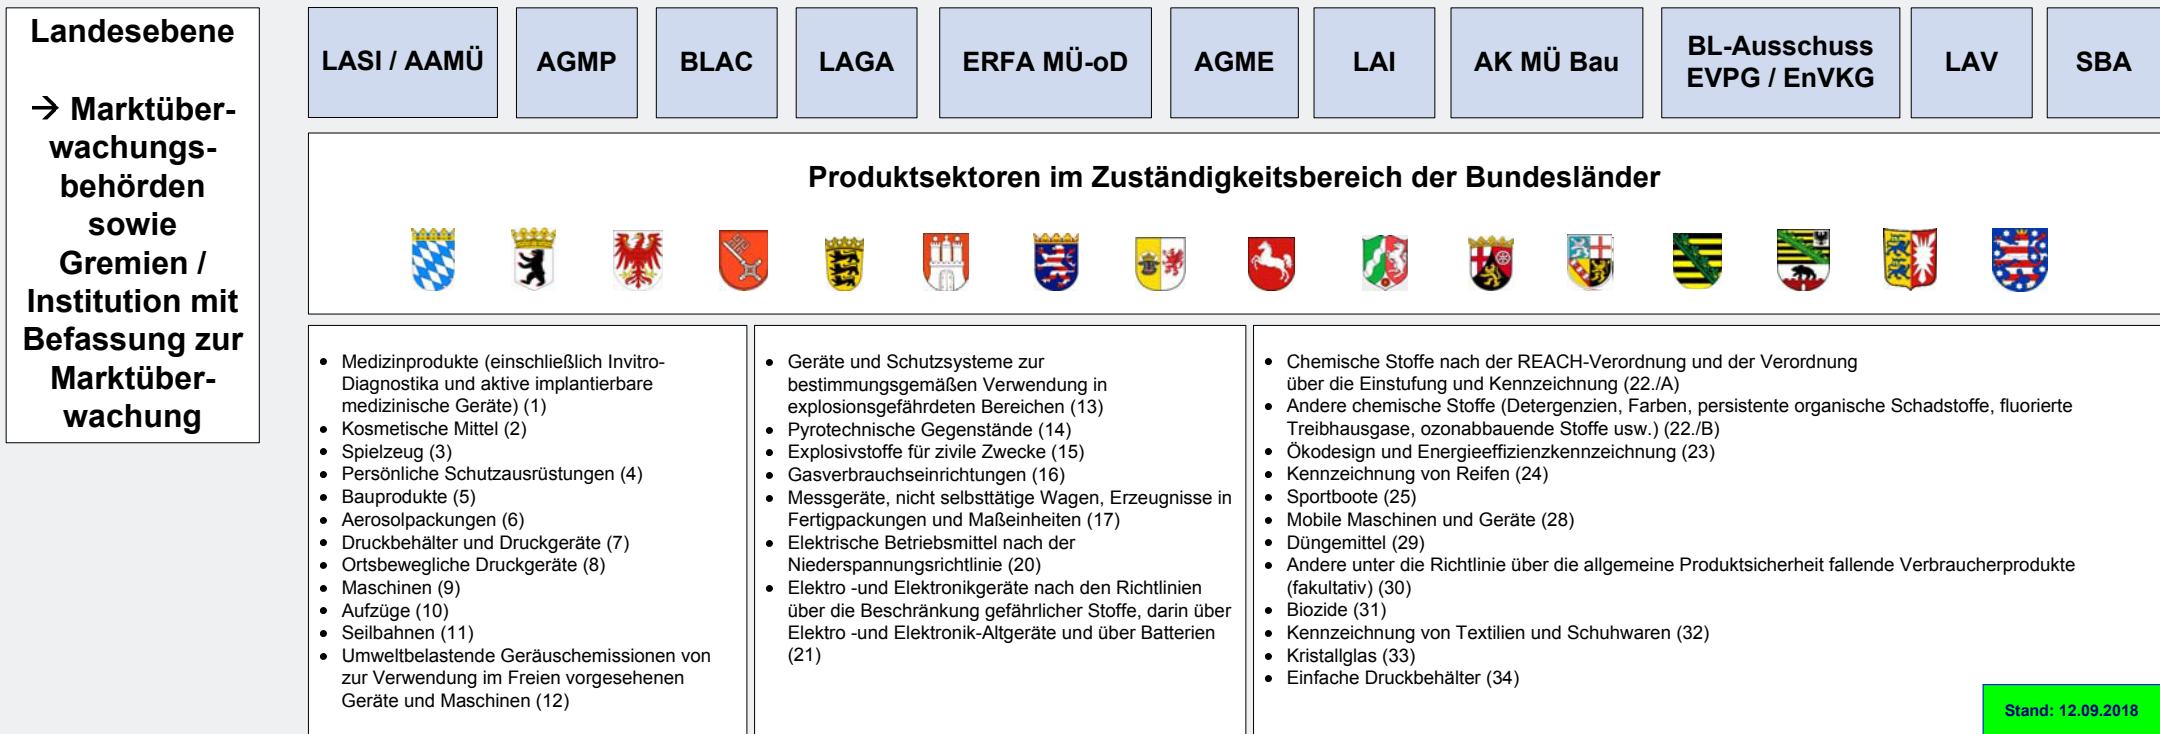 Landesebene
→ Marktüber-
wachungs-
behörden
sowie
Gremien /
Institution mit
Befassung zur
Marktüber-
wachung
LASI / AAMÜ
AGMP
BLAC
LAGA
ERFA MÜ-oD
AGME
LAI
AK MÜ Bau
BL-Ausschuss
EVPG / EnVKG
LAV
SBA
Produktsektoren im Zuständigkeitsbereich der Bundesländer
• Medizinprodukte (einschließlich Invitro-
Diagnostika und aktive implantierbare
medizinische Geräte) (1)
• Kosmetische Mittel (2)
• Spielzeug (3)
• Persönliche Schutzausrüstungen (4)
• Bauprodukte (5)
• Aerosolpackungen (6)
• Druckbehälter und Druckgeräte (7)
• Ortsbewegliche Druckgeräte (8)
• Maschinen (9)
• Aufzüge (10)
• Seilbahnen (11)
• Umweltbelastende Geräuschemissionen von
zur Verwendung im Freien vorgesehenen
Geräte und Maschinen (12)
• Geräte und Schutzsysteme zur
bestimmungsgemäßen Verwendung in
explosionsgefährdeten Bereichen (13)
• Pyrotechnische Gegenstände (14)
• Explosivstoffe für zivile Zwecke (15)
• Gasverbrauchseinrichtungen (16)
• Messgeräte, nicht selbsttätige Wagen, Erzeugnisse in
Fertigpackungen und Maßeinheiten (17)
• Elektrische Betriebsmittel nach der
Niederspannungsrichtlinie (20)
• Elektro -und Elektronikgeräte nach den Richtlinien
über die Beschränkung gefährlicher Stoffe, darin über
Elektro -und Elektronik-Altgeräte und über Batterien
(21)
• Chemische Stoffe nach der REACH-Verordnung und der Verordnung
über die Einstufung und Kennzeichnung (22./A)
• Andere chemische Stoffe (Detergenzien, Farben, persistente organische Schadstoffe, fluorierte
Treibhausgase, ozonabbauende Stoffe usw.) (22./B)
• Ökodesign und Energieeffizienzkennzeichnung (23)
• Kennzeichnung von Reifen (24)
• Sportboote (25)
• Mobile Maschinen und Geräte (28)
• Düngemittel (29)
• Andere unter die Richtlinie über die allgemeine Produktsicherheit fallende Verbraucherprodukte
(fakultativ) (30)
• Biozide (31)
• Kennzeichnung von Textilien und Schuhwaren (32)
• Kristallglas (33)
• Einfache Druckbehälter (34)
Stand: 12.09.2018